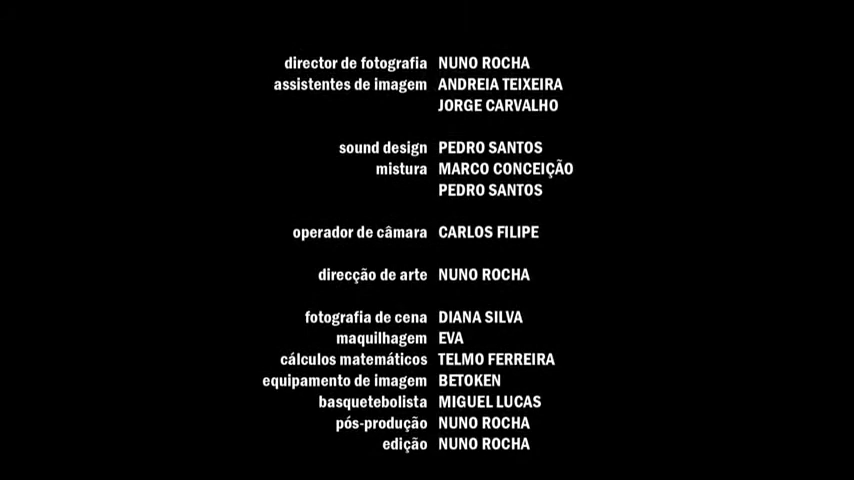 director de fotografia NUNO ROCHA
assistentes de imagem ANDREIA TEIXEIRA
JORGE CARVALHO
sound design PEDRO SANTOS
mistura MARCO CONCEIÇÃO
PEDRO SANTOS
operador de câmara CARLOS FILIPE
direcção de arte NUNO ROCHA
fotografia de cena DIANA SILVA
maquilhagem EVA
cálculos matemáticos TELMO FERREIRA
equipamento de imagem BETOKEN
basquetebolista MIGUEL LUCAS
pós-produção NUNO ROCHA
edição NUNO ROCHA